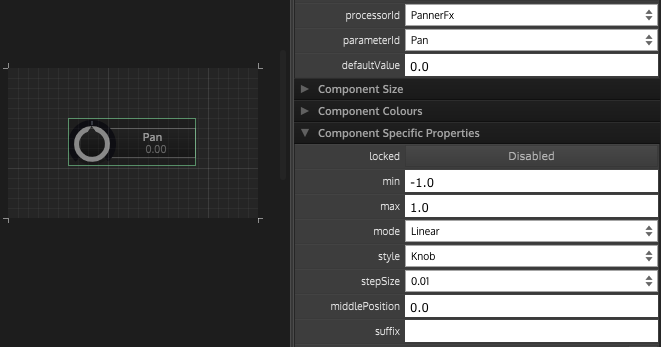 Pan
0.00
processorId PannerFx
parameterId Pan
defaultValue 0.0
Component Size
Component Colours
Component Specific Properties
locked Disabled
min -1.0
max 1.0
mode Linear
style Knob
stepSize 0.01
middlePosition 0.0
suffix